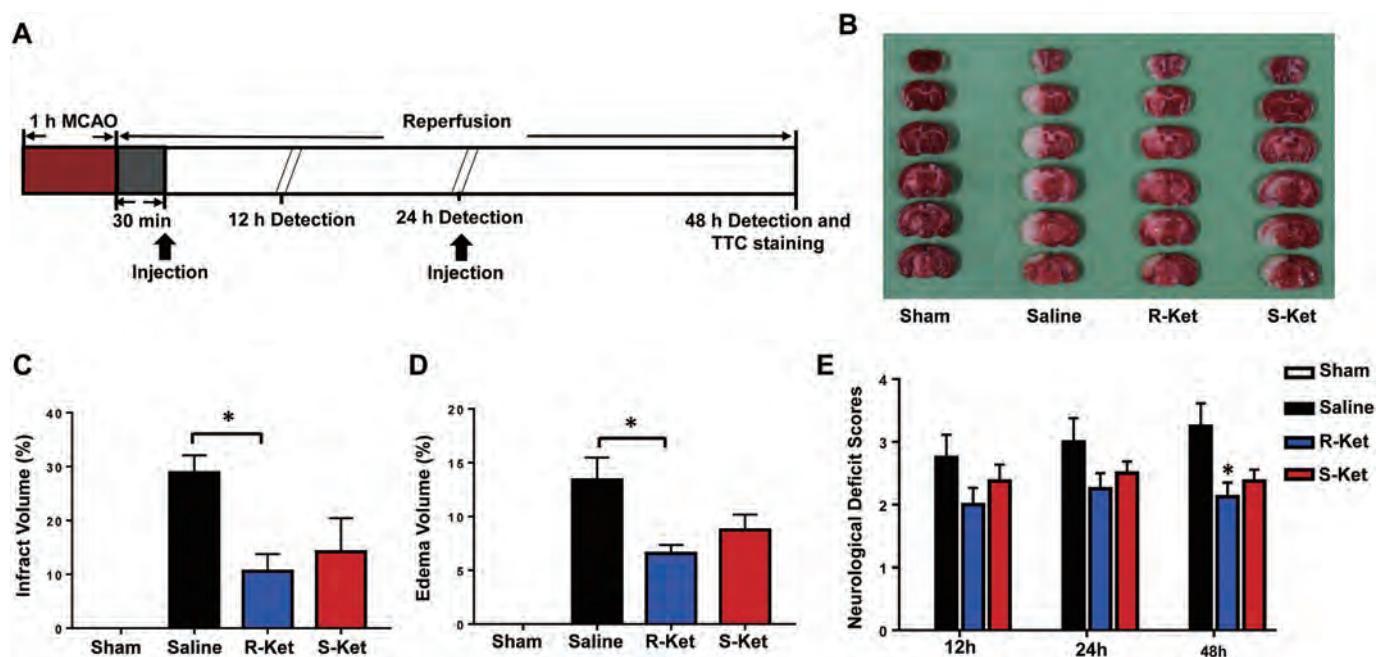 A
1 h MCAO
Reperfusion
30 min
12 h Detection
24 h Detection
48 h Detection and
TTC staining
Injection
Injection
B
Sham
Saline
R-Ket
S-Ket
C
Infract Volume (%)
40
30
20
10
0
*
Sham
Saline
R-Ket
S-Ket
D
Edema Volume (%)
20
16
10
5
0
*
Sham
Saline
R-Ket
S-Ket
E
Neurological Deficit Scores
4
3
2
1
0
*
12h
24h
48h
Sham
Saline
R-Ket
S-Ket